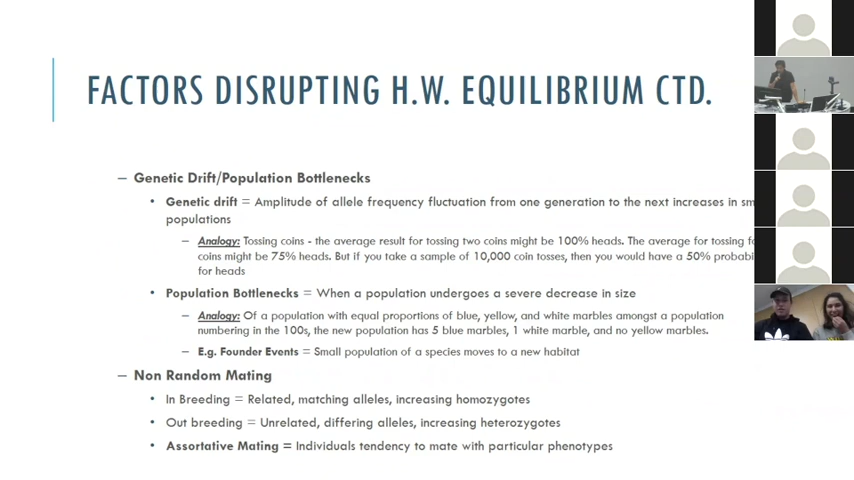 FACTORS DISRUPTING H.W. EQUILIBRIUM CTD.
– Genetic Drift/Population Bottlenecks
• Genetic drift = Amplitude of allele frequency fluctuation from one generation to the next increases in
populations
– Analogy: Tossing coins - the average result for tossing two coins might be 100% heads. The average for tossing
coins might be 75% heads. But if you take a sample of 10,000 coin tosses, then you would have a 50%
for heads
• Population Bottlenecks = When a population undergoes a severe decrease in size
– Analogy: Of a population with equal proportions of blue, yellow, and white marbles amongst a population
numbering in the 100s, the new population has 5 blue marbles, 1 white marble, and no yellow marbles.
– E.g. Founder Events = Small population of a species moves to a new habitat
– Non Random Mating
• In Breeding = Related, matching alleles, increasing homozygotes
• Out breeding = Unrelated, differing alleles, increasing heterozygotes
• Assortative Mating = Individuals tendency to mate with particular phenotypes